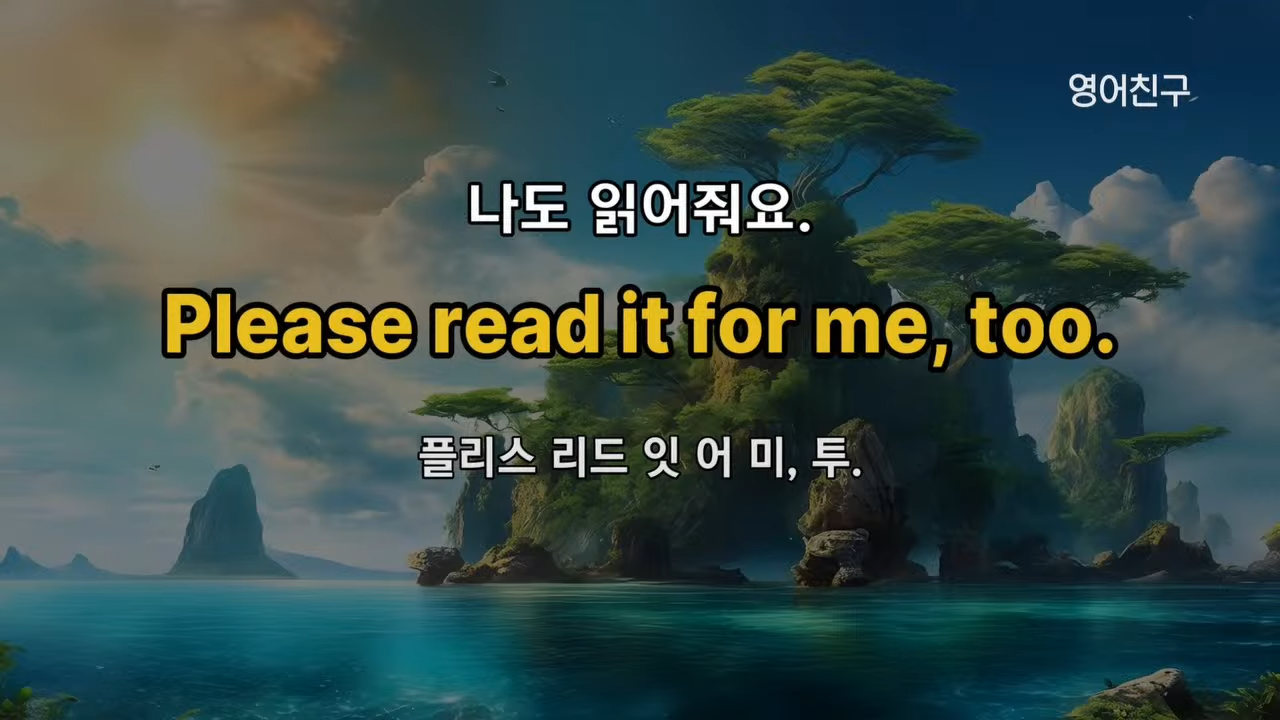 영어친구
나도 읽어줘요.
Please read it for me, too.
플리스 리드 잇 어 미, 투.